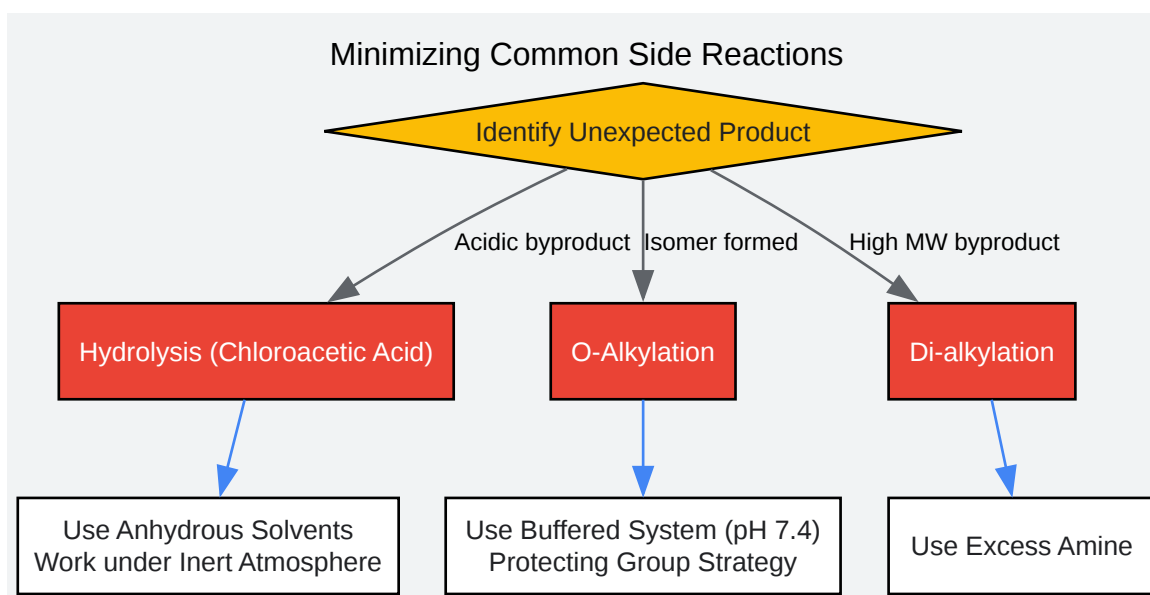 Minimizing Common Side Reactions
Identify Unexpected Product
Acidic byproduct
Isomer formed
High MW byproduct
Hydrolysis (Chloroacetic Acid)
O-Alkylation
Di-alkylation
Use Anhydrous Solvents
Work under Inert Atmosphere
Use Buffered System (pH 7.4)
Protecting Group Strategy
Use Excess Amine